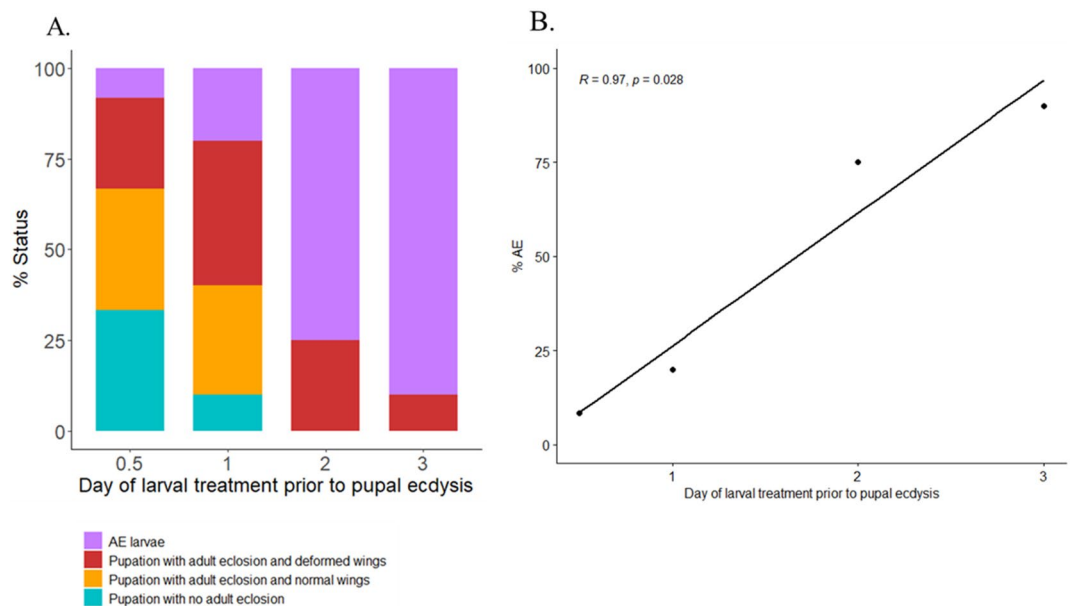 A.
100
75
50
25
0
% Status
0.5 1 2 3
Day of larval treatment prior to pupal ecdysis
AE larvae
Pupation with adult eclosion and deformed wings
Pupation with adult eclosion and normal wings
Pupation with no adult eclosion
B.
R = 0.97, p = 0.028
100
75
50
25
0
% AE
1 2 3
Day of larval treatment prior to pupal ecdysis